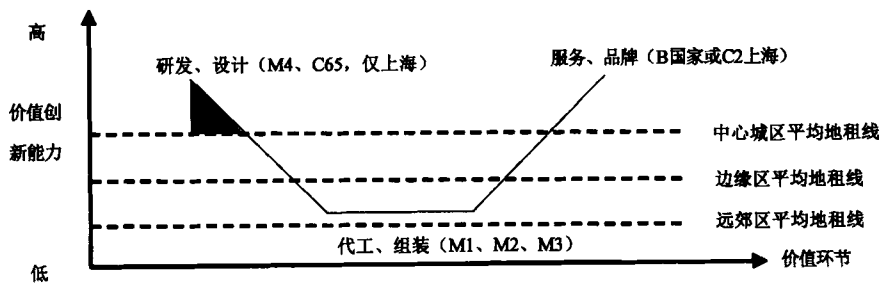 高
研发、设计（M4、C65，仅上海）
服务、品牌（B国家或C2上海）
价值创
新能力
中心城区平均地租线
边缘区平均地租线
远郊区平均地租线
代工、组装（M1、M2、M3）
价值环节
低